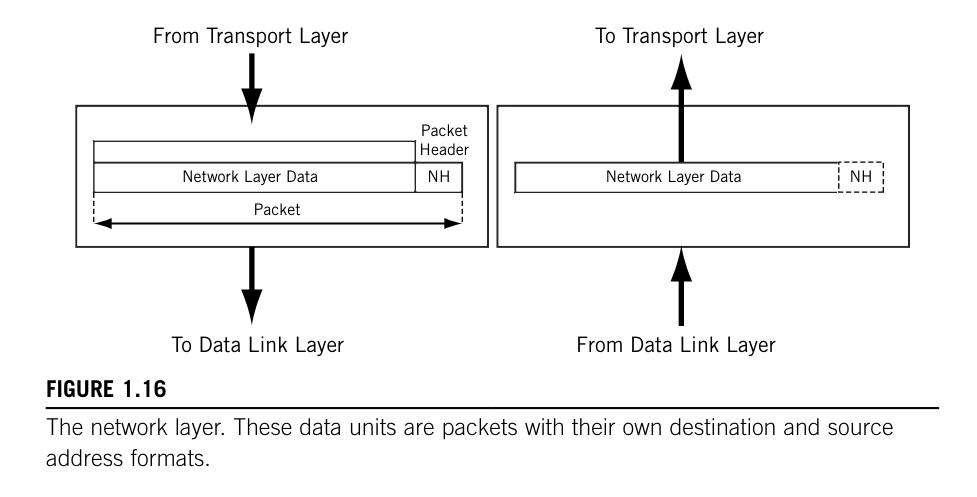 From Transport Layer
To Transport Layer
Packet
Header
Network Layer Data
NH
Network Layer Data
NH
Packet
To Data Link Layer
From Data Link Layer
FIGURE 1.16
The network layer. These data units are packets with their own destination and source
address formats.